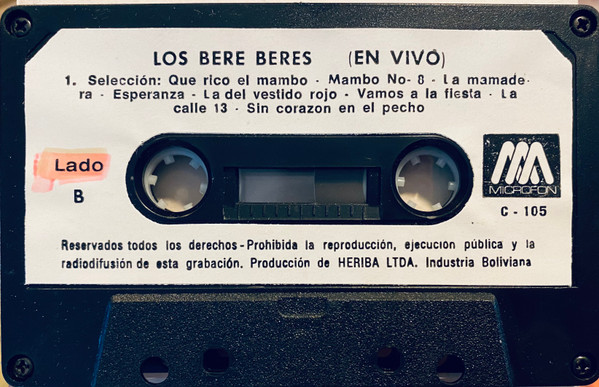 LOS BERE BERES (EN VIVO)
1. Selección: Que rico el mambo - Mambo No- 8 - La mamade-
ra - Esperanza - La del vestido rojo - Vamos a la fiesta - La
calle 13 - Sin corazon en el pecho
Lado
B
MICROFON
C - 105
Reservados todos los derechos - Prohibida la reproducción, ejecucion pública y la
radiodifusión de esta grabación. Producción de HERIBA LTDA. Industria Boliviana